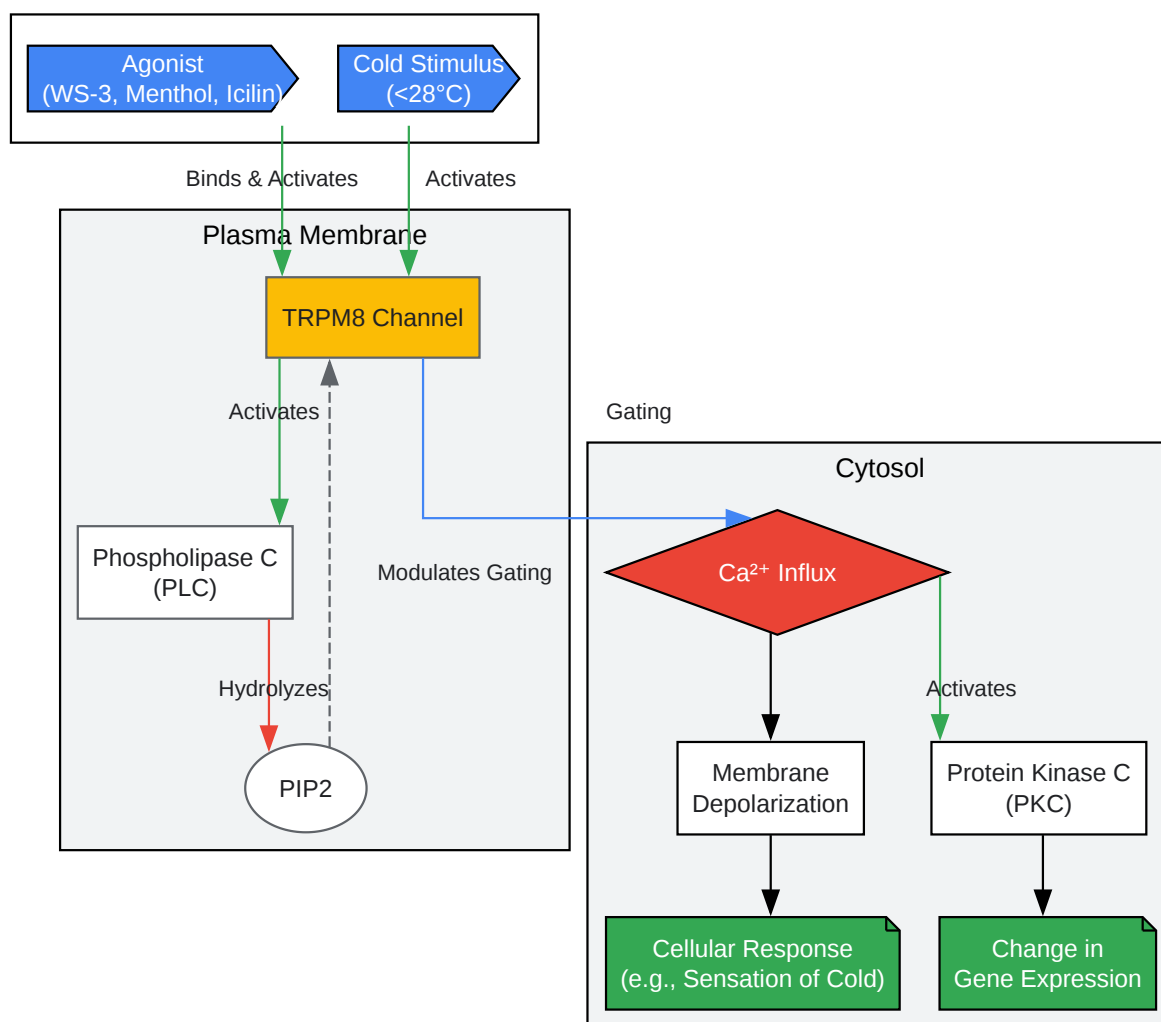 Agonist
(WS-3, Menthol, Icilin)
Cold Stimulus
(<28°C)
Binds & Activates
Activates
Plasma Membrane
TRPM8 Channel
Activates
Gating
Cytosol
Phospholipase C
(PLC)
Modulates Gating
Ca²⁺ Influx
Hydrolyzes
Activates
PIP2
Membrane
Depolarization
Protein Kinase C
(PKC)
Cellular Response
(e.g., Sensation of Cold)
Change in
Gene Expression